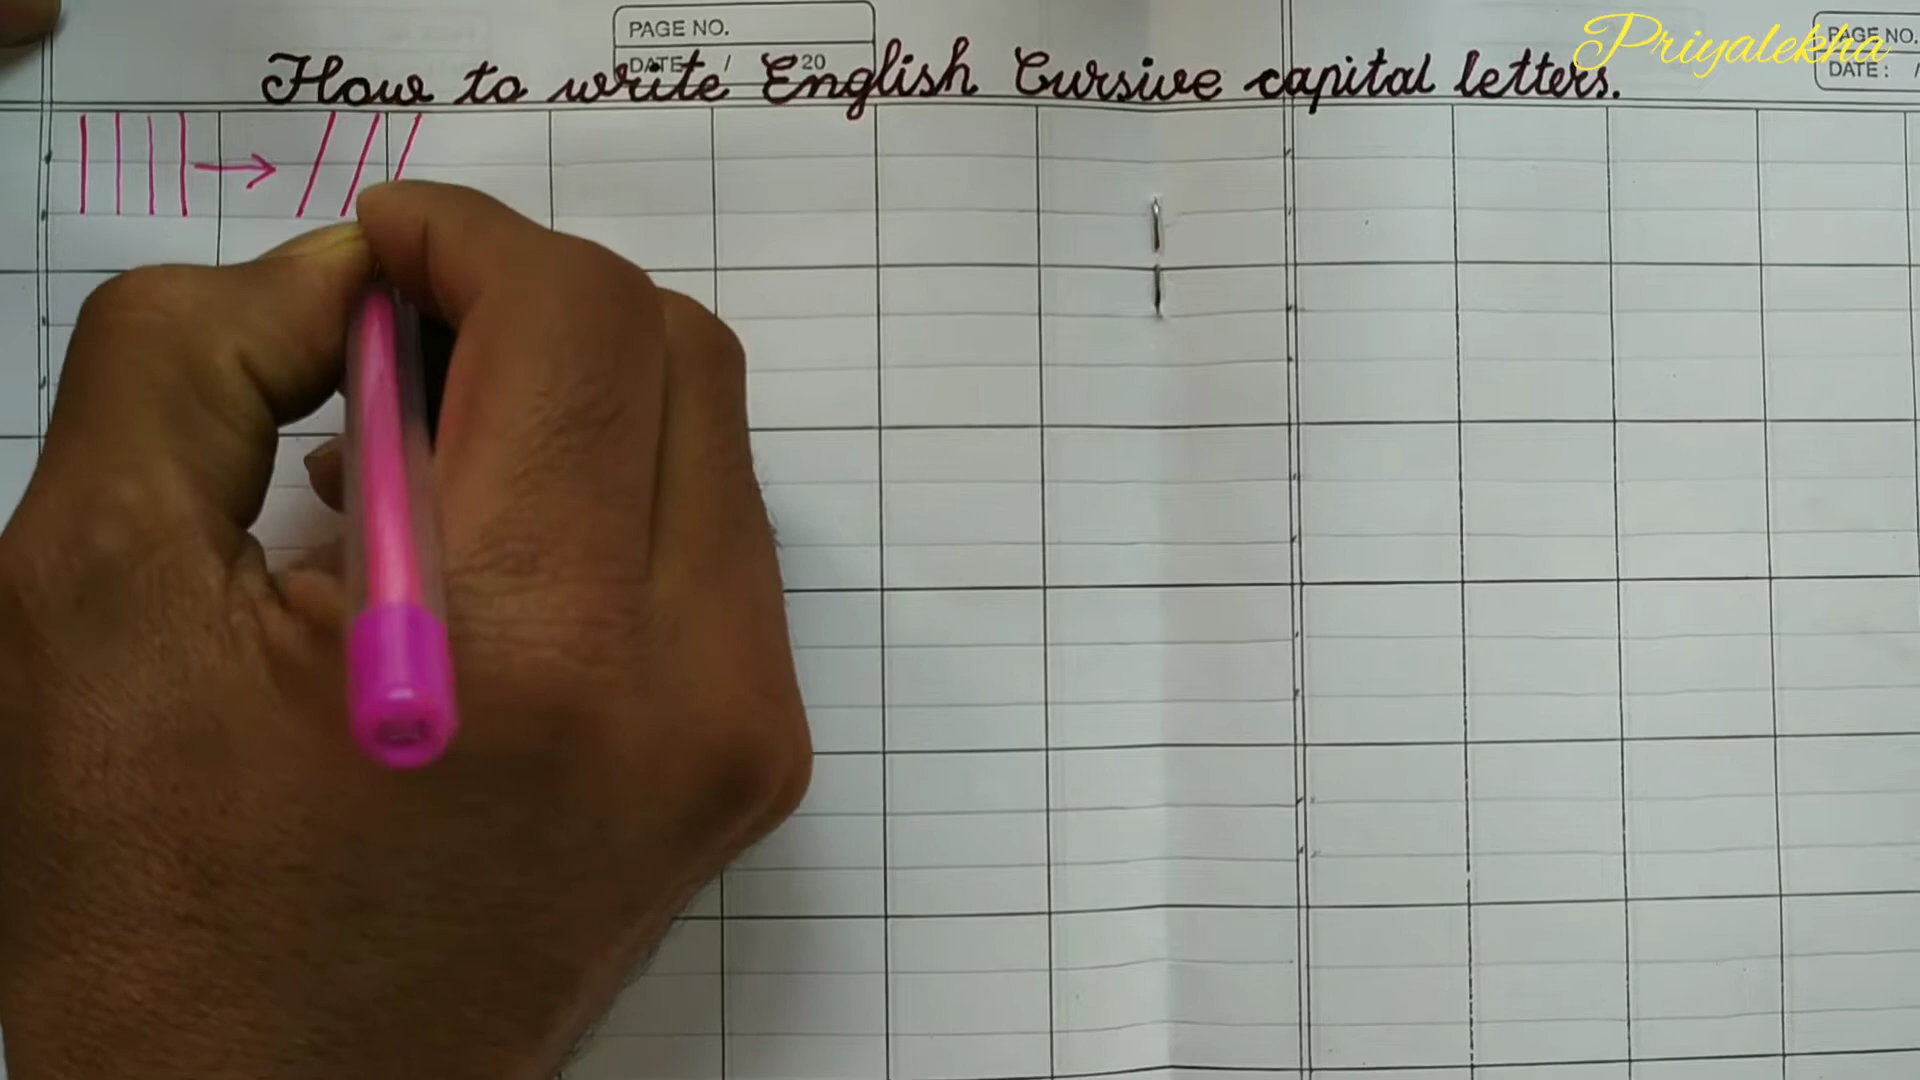 PAGE NO.
DATE / 20
Priyalekha
PAGE NO.
DATE : /
How to write English Cursive capital letters.